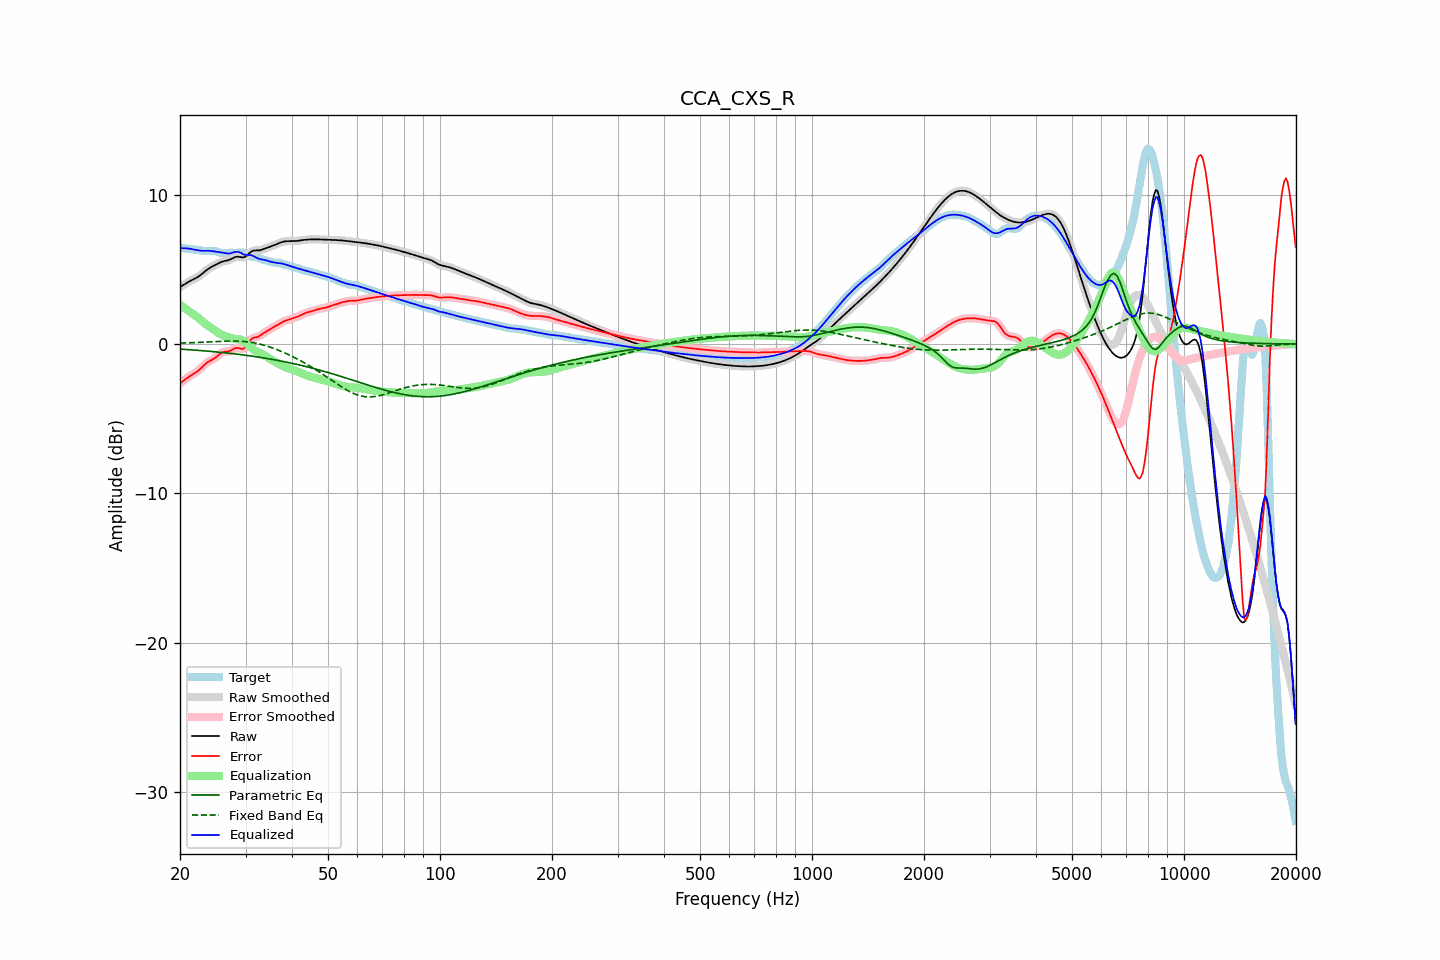 CCA_CXS_R
10
0
−10
−20
−30
Amplitude (dBr)
Target
Raw Smoothed
Error Smoothed
Raw
Error
Equalization
Parametric Eq
Fixed Band Eq
Equalized
20 50 100 200 500 1000 2000 5000 10000 20000
Frequency (Hz)